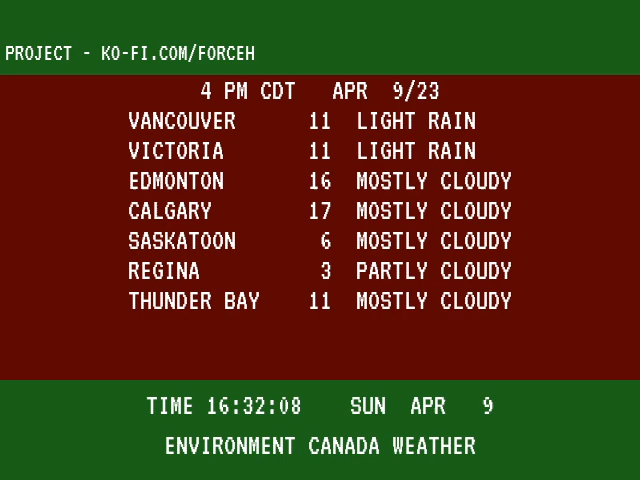 PROJECT - KO-FI.COM/FORCEH
4 PM CDT APR 9/23
VANCOUVER 11 LIGHT RAIN
VICTORIA 11 LIGHT RAIN
EDMONTON 16 MOSTLY CLOUDY
CALGARY 17 MOSTLY CLOUDY
SASKATOON 6 MOSTLY CLOUDY
REGINA 3 PARTLY CLOUDY
THUNDER BAY 11 MOSTLY CLOUDY
TIME 16:32:08 SUN APR 9
ENVIRONMENT CANADA WEATHER